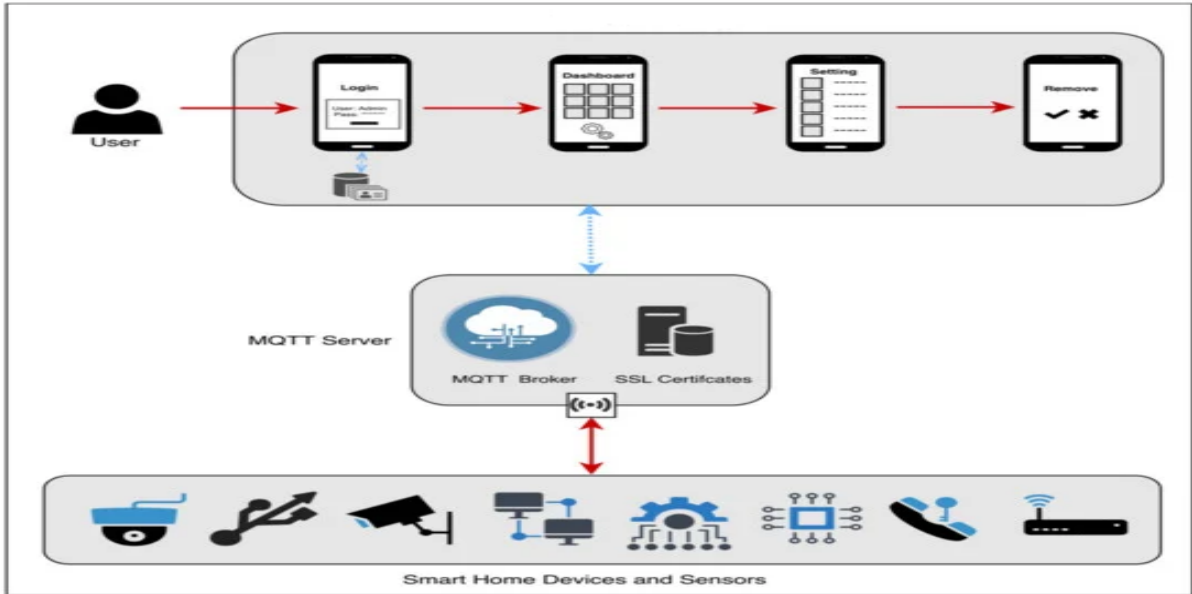 Login
User: Admin
Pass: ******
Dashboard
Setting
-----
-----
-----
-----
-----
Remove
User
MQTT Server
MQTT Broker
SSL Certifcates
Smart Home Devices and Sensors